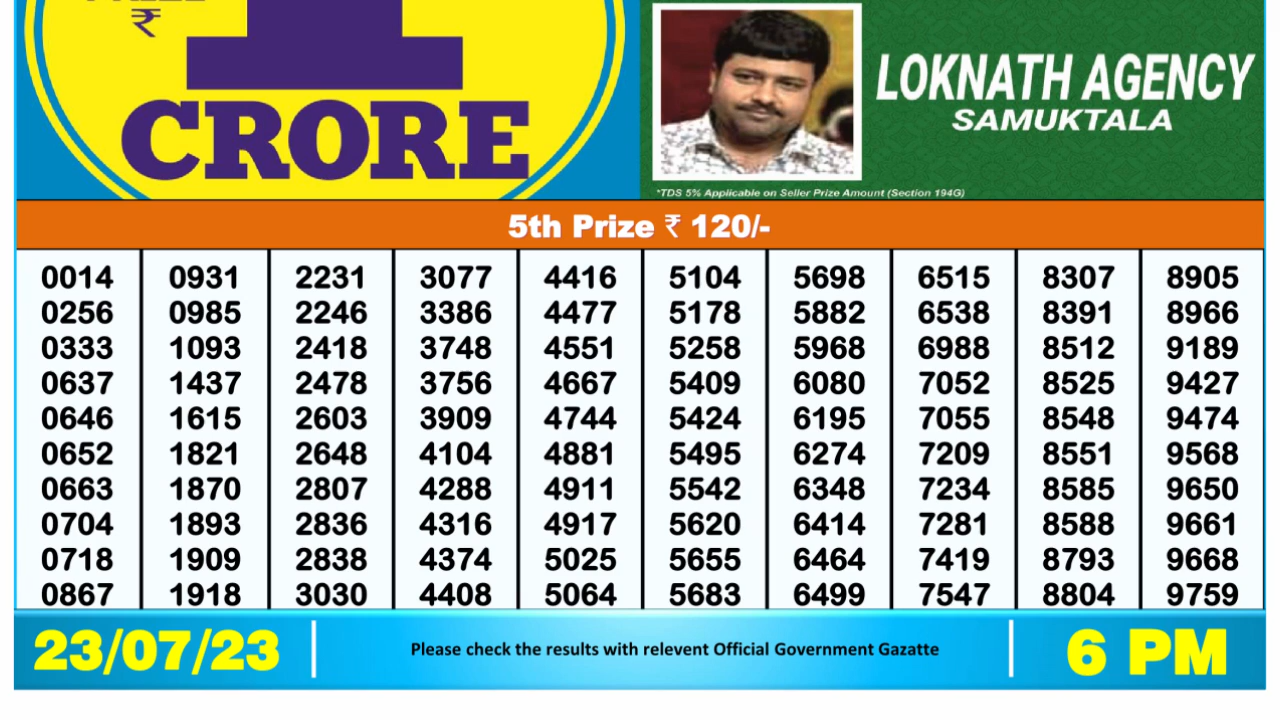 ₹
1
CRORE
LOKNATH AGENCY
SAMUKTALA
*TDS 5% Applicable on Seller Prize Amount (Section 194G)
5th Prize ₹ 120/-
0014 0931 2231 3077 4416 5104 5698 6515 8307 8905
0256 0985 2246 3386 4477 5178 5882 6538 8391 8966
0333 1093 2418 3748 4551 5258 5968 6988 8512 9189
0637 1437 2478 3756 4667 5409 6080 7052 8525 9427
0646 1615 2603 3909 4744 5424 6195 7055 8548 9474
0652 1821 2648 4104 4881 5495 6274 7209 8551 9568
0663 1870 2807 4288 4911 5542 6348 7234 8585 9650
0704 1893 2836 4316 4917 5620 6414 7281 8588 9661
0718 1909 2838 4374 5025 5655 6464 7419 8793 9668
0867 1918 3030 4408 5064 5683 6499 7547 8804 9759
23/07/23
Please check the results with relevent Official Government Gazatte
6 PM